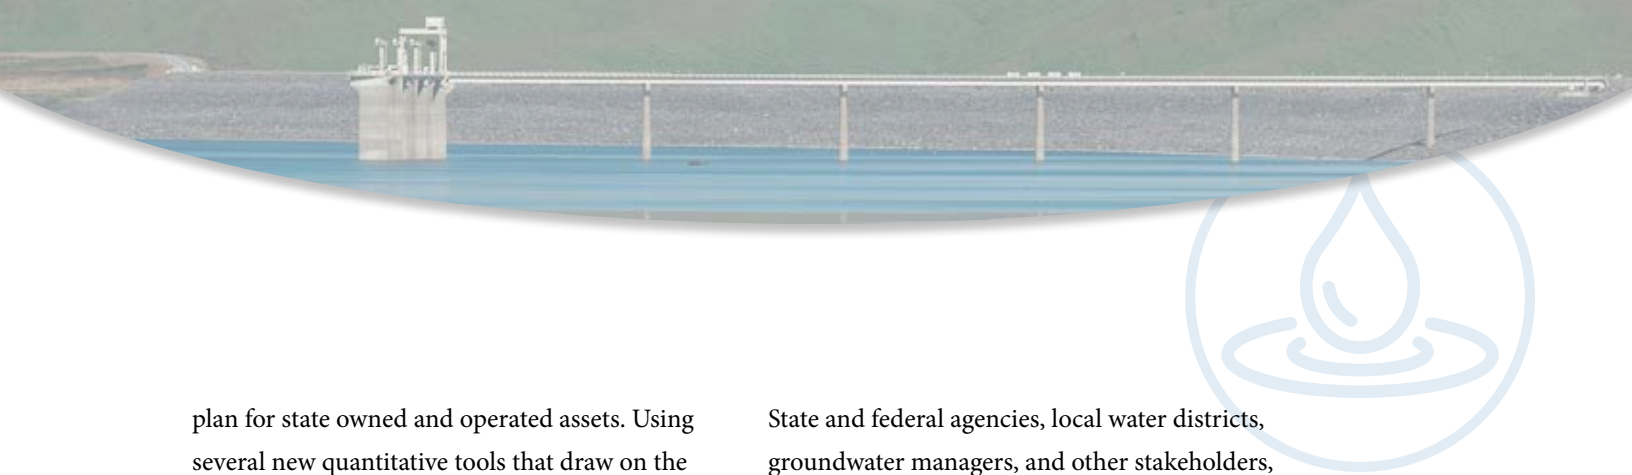 plan for state owned and operated assets. Using
several new quantitative tools that draw on the
State and federal agencies, local water districts,
groundwater managers, and other stakeholders,